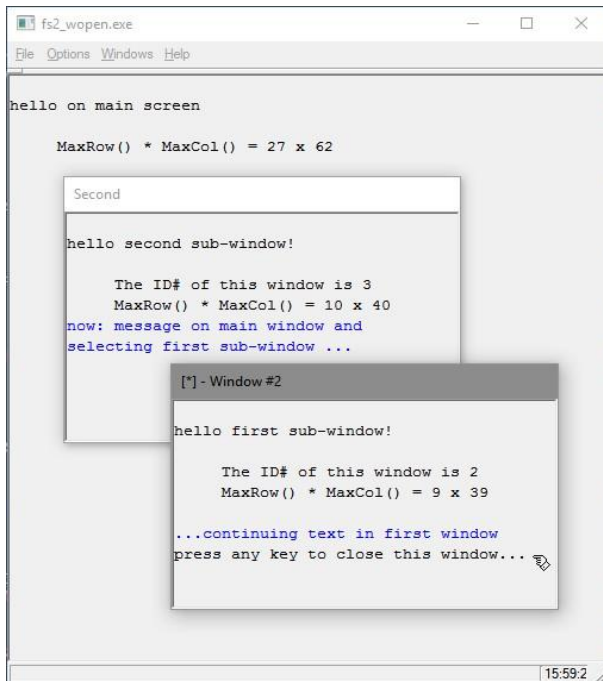 fs2_wopen.exe
File Options Windows Help
hello on main screen
MaxRow() * MaxCol() = 27 x 62
Second
hello second sub-window!
The ID# of this window is 3
MaxRow() * MaxCol() = 10 x 40
now: message on main window and
selecting first sub-window ...
[*] - Window #2
hello first sub-window!
The ID# of this window is 2
MaxRow() * MaxCol() = 9 x 39
...continuing text in first window
press any key to close this window...
15:59:2